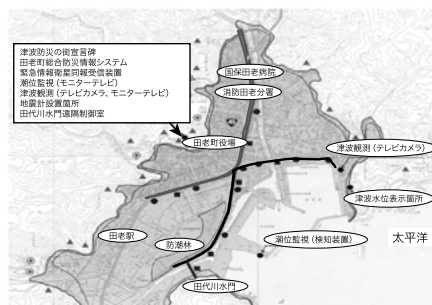 津波防災の街宣言碑
田老町総合防災情報システム
緊急情報衛星同報受信装置
潮位監視（モニターテレビ）
津波観測（テレビカメラ、モニターテレビ）
地震計設置箇所
田代川水門遠隔制御室
国保田老病院
消防田老分署
田老町役場
津波観測（テレビカメラ）
津波水位表示箇所
田老駅
防潮林
潮位監視（検知装置）
太平洋
田代川水門